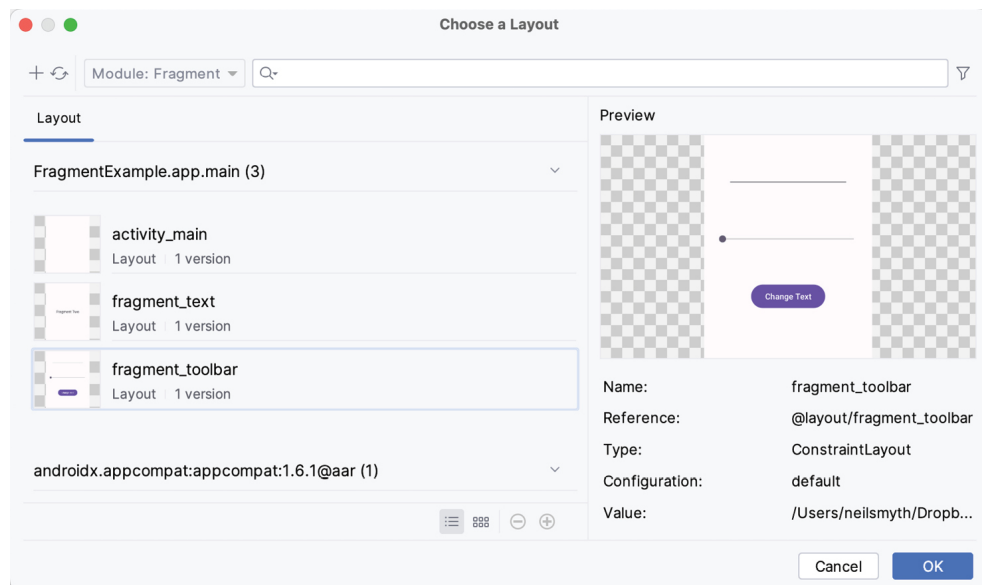 Choose a Layout
Module: Fragment
Layout
FragmentExample.app.main (3)
activity_main
Layout 1 version
fragment_text
Layout 1 version
fragment_toolbar
Layout 1 version
androidx.appcompat:appcompat:1.6.1@aar (1)
Preview
Change Text
Name: fragment_toolbar
Reference: @layout/fragment_toolbar
Type: ConstraintLayout
Configuration: default
Value: /Users/neilsmyth/Dropb...
Cancel OK